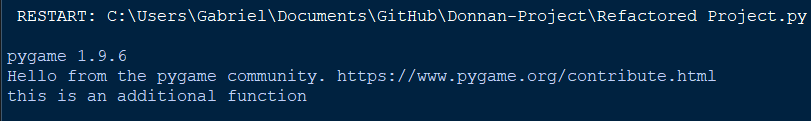 RESTART: C:\Users\Gabriel\Documents\GitHub\Donnan-Project\Refactored Project.py
pygame 1.9.6
Hello from the pygame community. https://www.pygame.org/contribute.html
this is an additional function